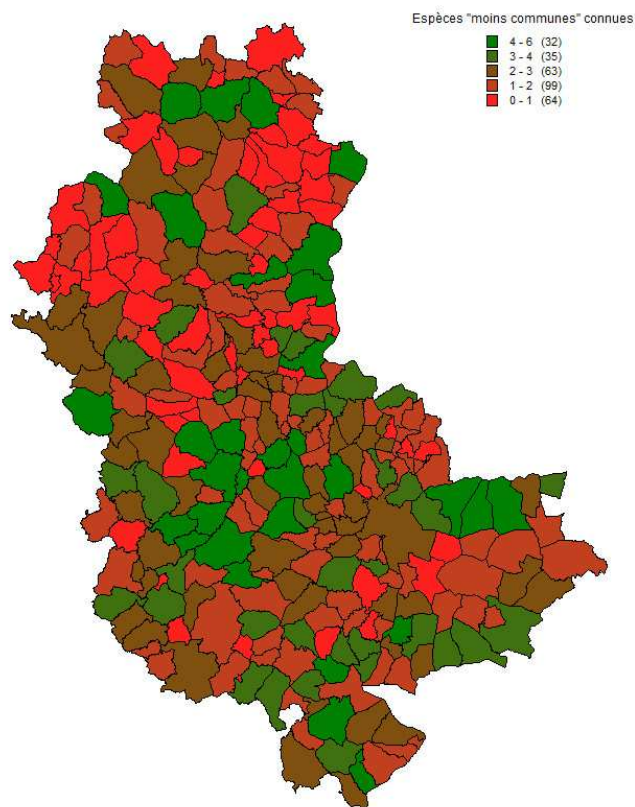 Espèces "moins communes" connues
4 - 6 (32)
3 - 4 (35)
2 - 3 (63)
1 - 2 (99)
0 - 1 (64)